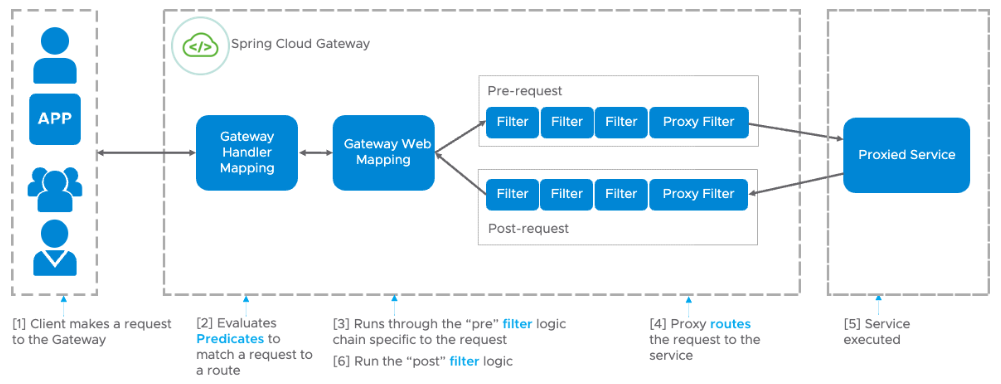 Spring Cloud Gateway
APP
Gateway
Handler
Mapping
Gateway Web
Mapping
Pre-request
Filter Filter Filter Proxy Filter
Filter Filter Filter Proxy Filter
Post-request
Proxied Service
[1] Client makes a request
to the Gateway
[2] Evaluates
Predicates to
match a request to
a route
[3] Runs through the “pre” filter logic
chain specific to the request
[6] Run the “post” filter logic
[4] Proxy routes
the request to the
service
[5] Service
executed